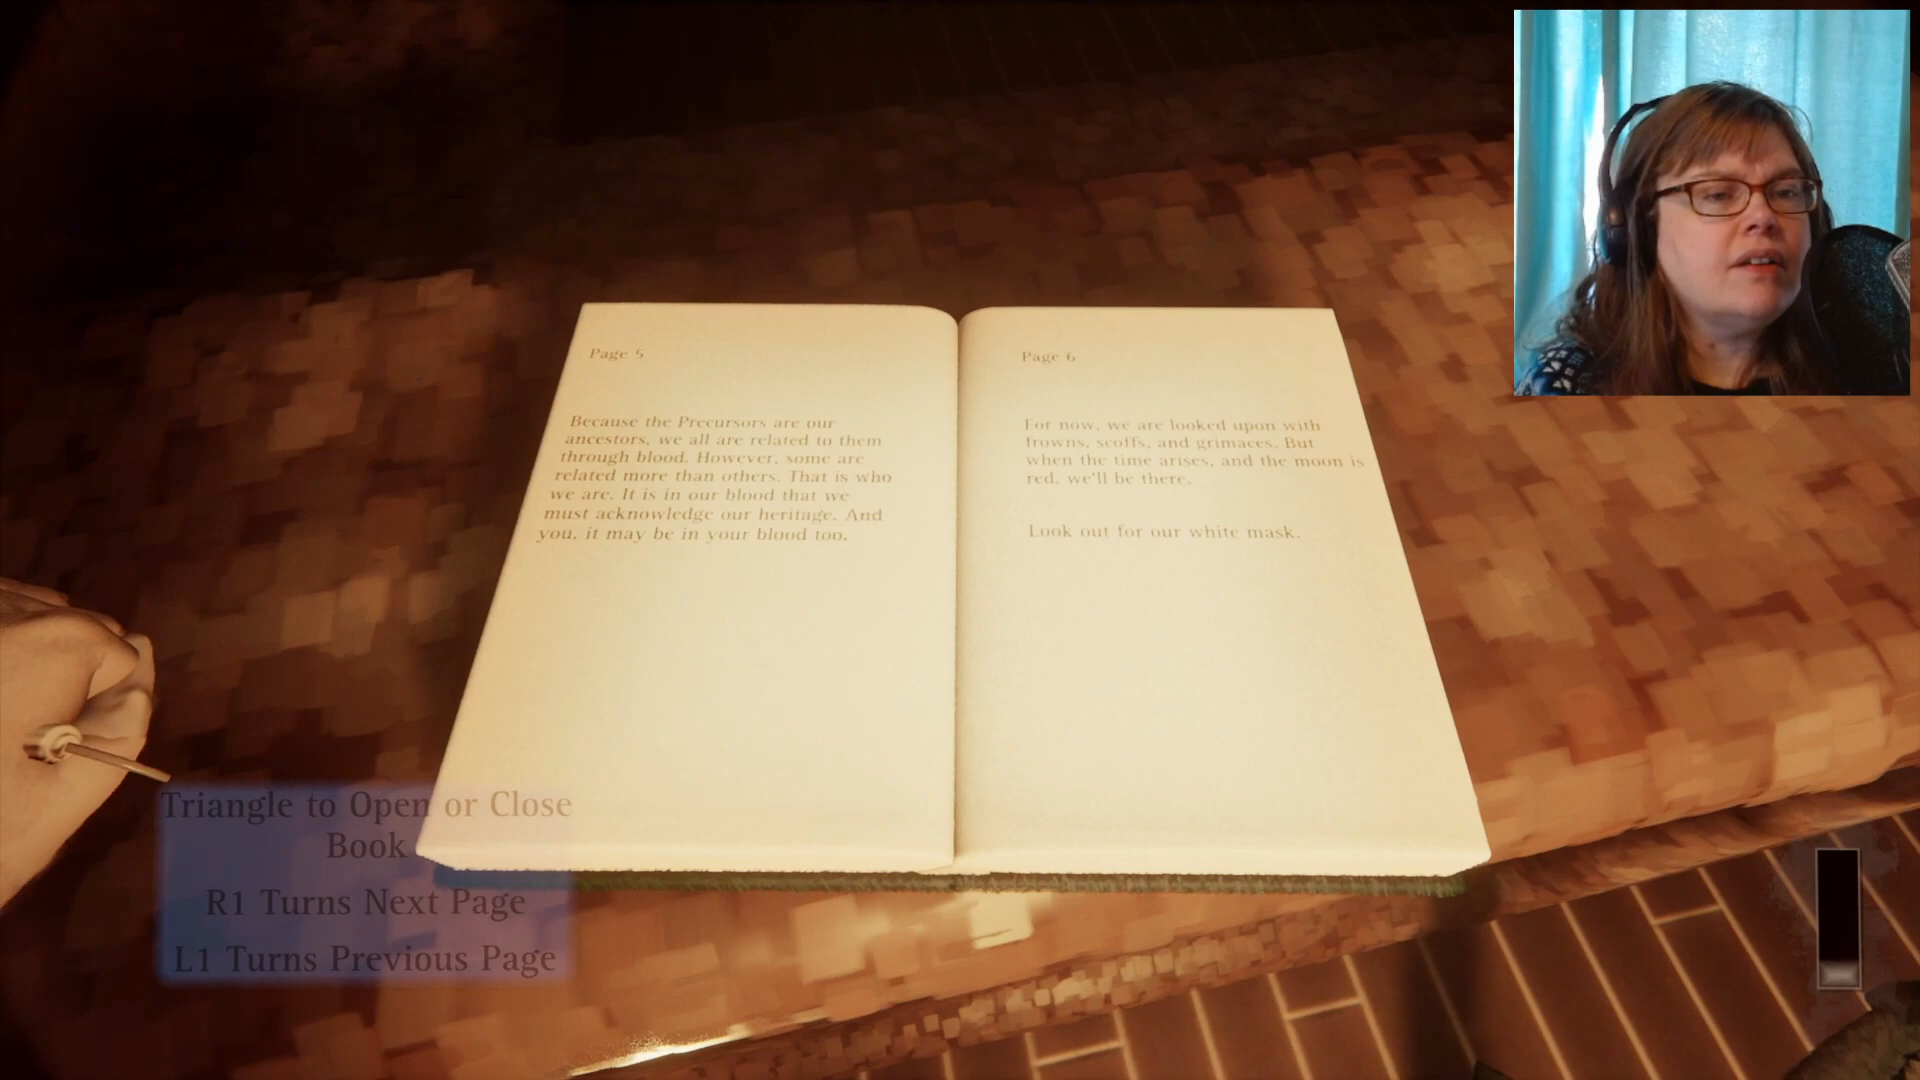 Page 5
Because the Precursors are our
ancestors, we all are related to them
through blood. However, some are
related more than others. That is who
we are. It is in our blood that we
must acknowledge our heritage. And
you, it may be in your blood too.
Page 6
For now, we are looked upon with
frowns, scoffs, and grimaces. But
when the time arises, and the moon is
red, we'll be there.
Look out for our white mask.
Triangle to Open or Close
Book
R1 Turns Next Page
L1 Turns Previous Page